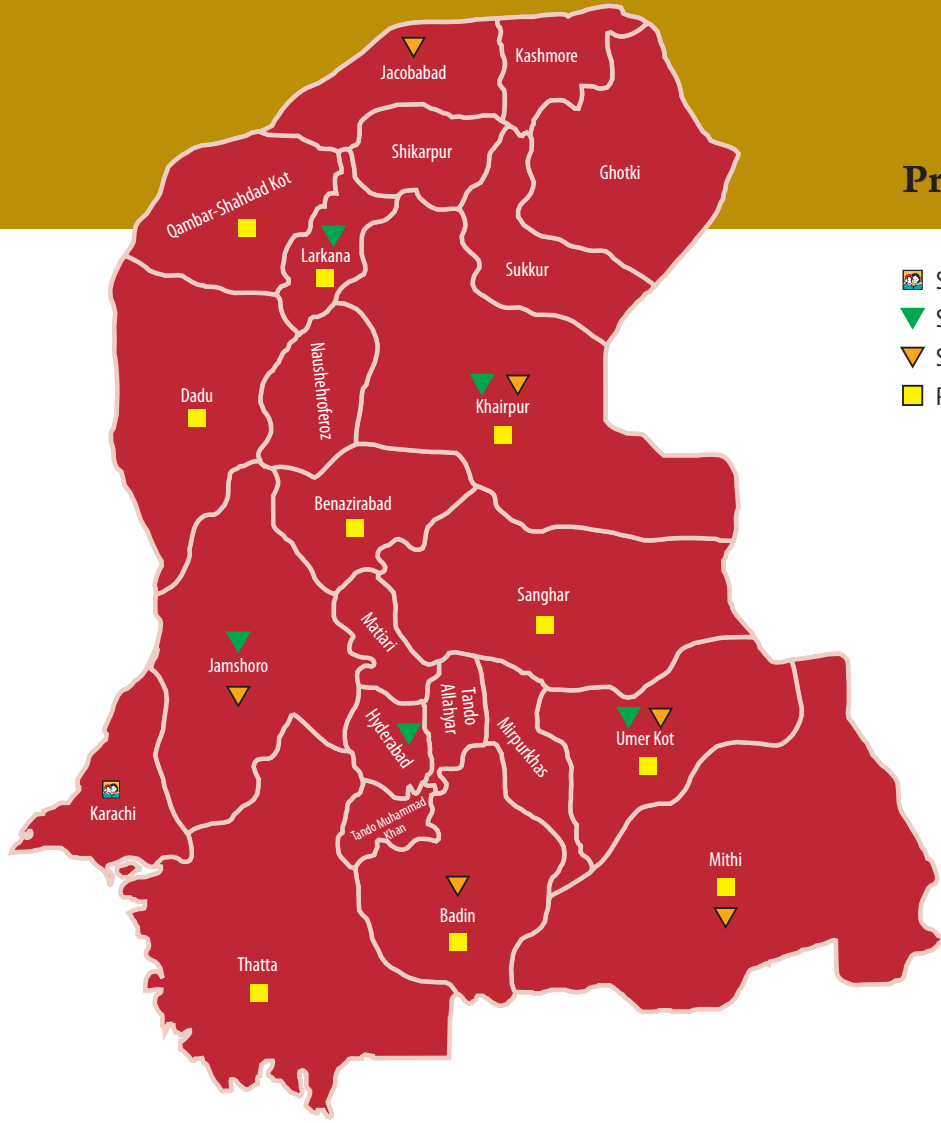 Jacobabad
Kashmore
Shikarpur
Ghotki
Qambar-Shahdad Kot
Larkana
Sukkur
Naushehroferoz
Dadu
Khairpur
Benazirabad
Sanghar
Matiari
Jamshoro
Tando
Allahyar
Hyderabad
Mirpurkhas
Umer Kot
Karachi
Tando Muhammad
Khan
Mithi
Badin
Thatta